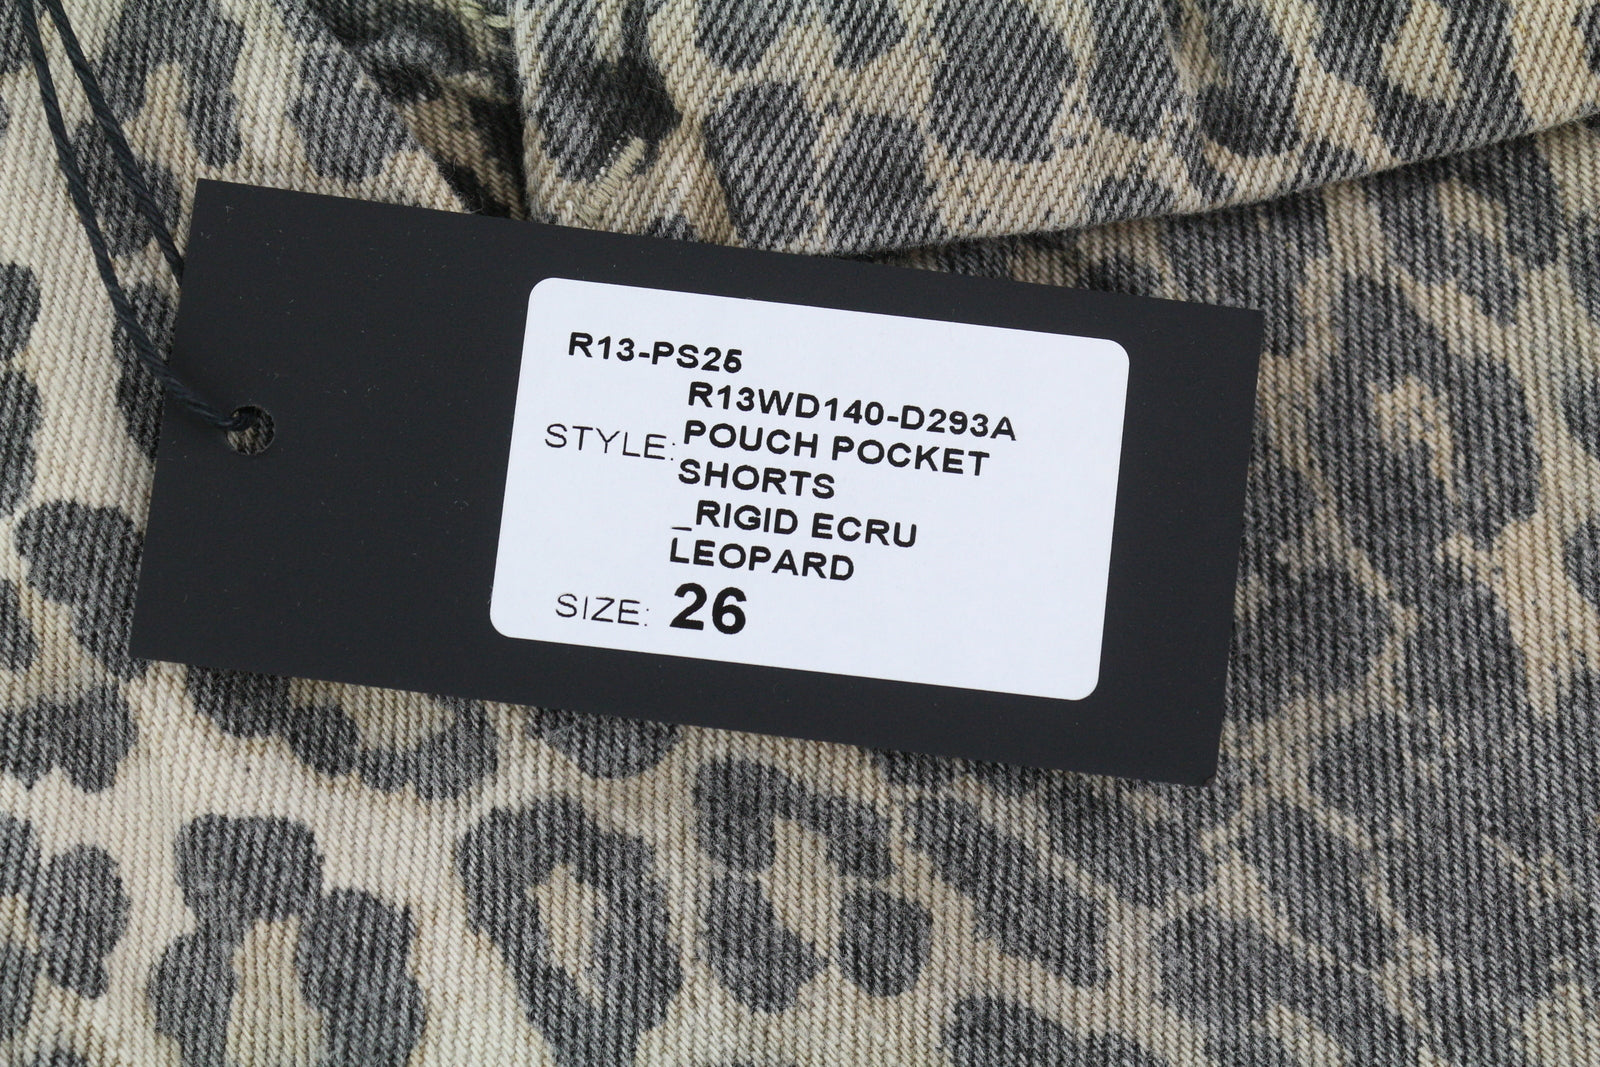 R13-PS25
R13WD140-D293A
STYLE: POUCH POCKET
SHORTS
_RIGID ECRU
LEOPARD
SIZE: 26